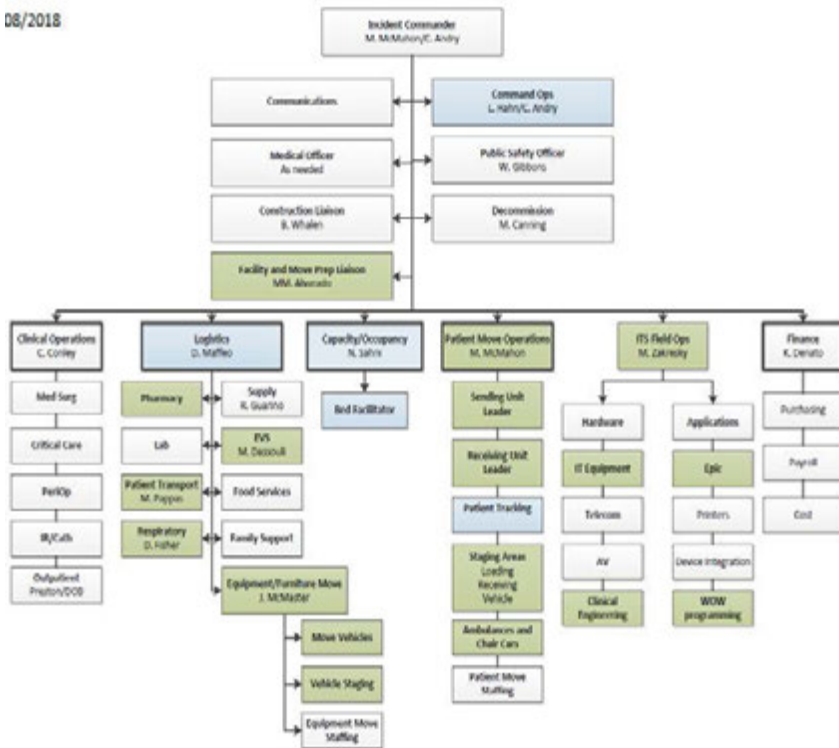 08/2018
Incident Commander
M. McMahon/C. Andry
Communications
Command Ops
L. Hahn/C. Andry
Medical Officer
As needed
Public Safety Officer
W. Gibbons
Construction Liaison
B. Whalen
Decommission
M. Canning
Facility and Move Prep Liaison
MM.
Clinical Operations
C. Conley
Logistics
D. Maffeo
Capacity/Occupancy
N.
Patient Move Operations
M. McMahon
ITS Field Ops
M. Zakresky
Finance
K. Denato
Med Surg
Critical Care
PeriOp
IR/Cath
Outpatient
Preston/DOB
Pharmacy
Supply
K. Guarino
Lab
EVS
M. Dassouli
Patient Transport
M. Pappas
Food Services
Respiratory
D. Fisher
Family Support
Equipment/Furniture Move
J. McMaster
Move Vehicles
Vehicle Staging
Equipment Move
Staffing
Bed Facilitator
Sending Unit
Leader
Receiving Unit
Leader
Patient Tracking
Staging Areas
Loading
Receiving
Vehicle
Ambulances and
Chair Cars
Patient Move
Staffing
Hardware
IT Equipment
Telecom
AV
Clinical
Engineering
Applications
Epic
Printers
Device Integration
WOW
programming
Purchasing
Payroll
Cost